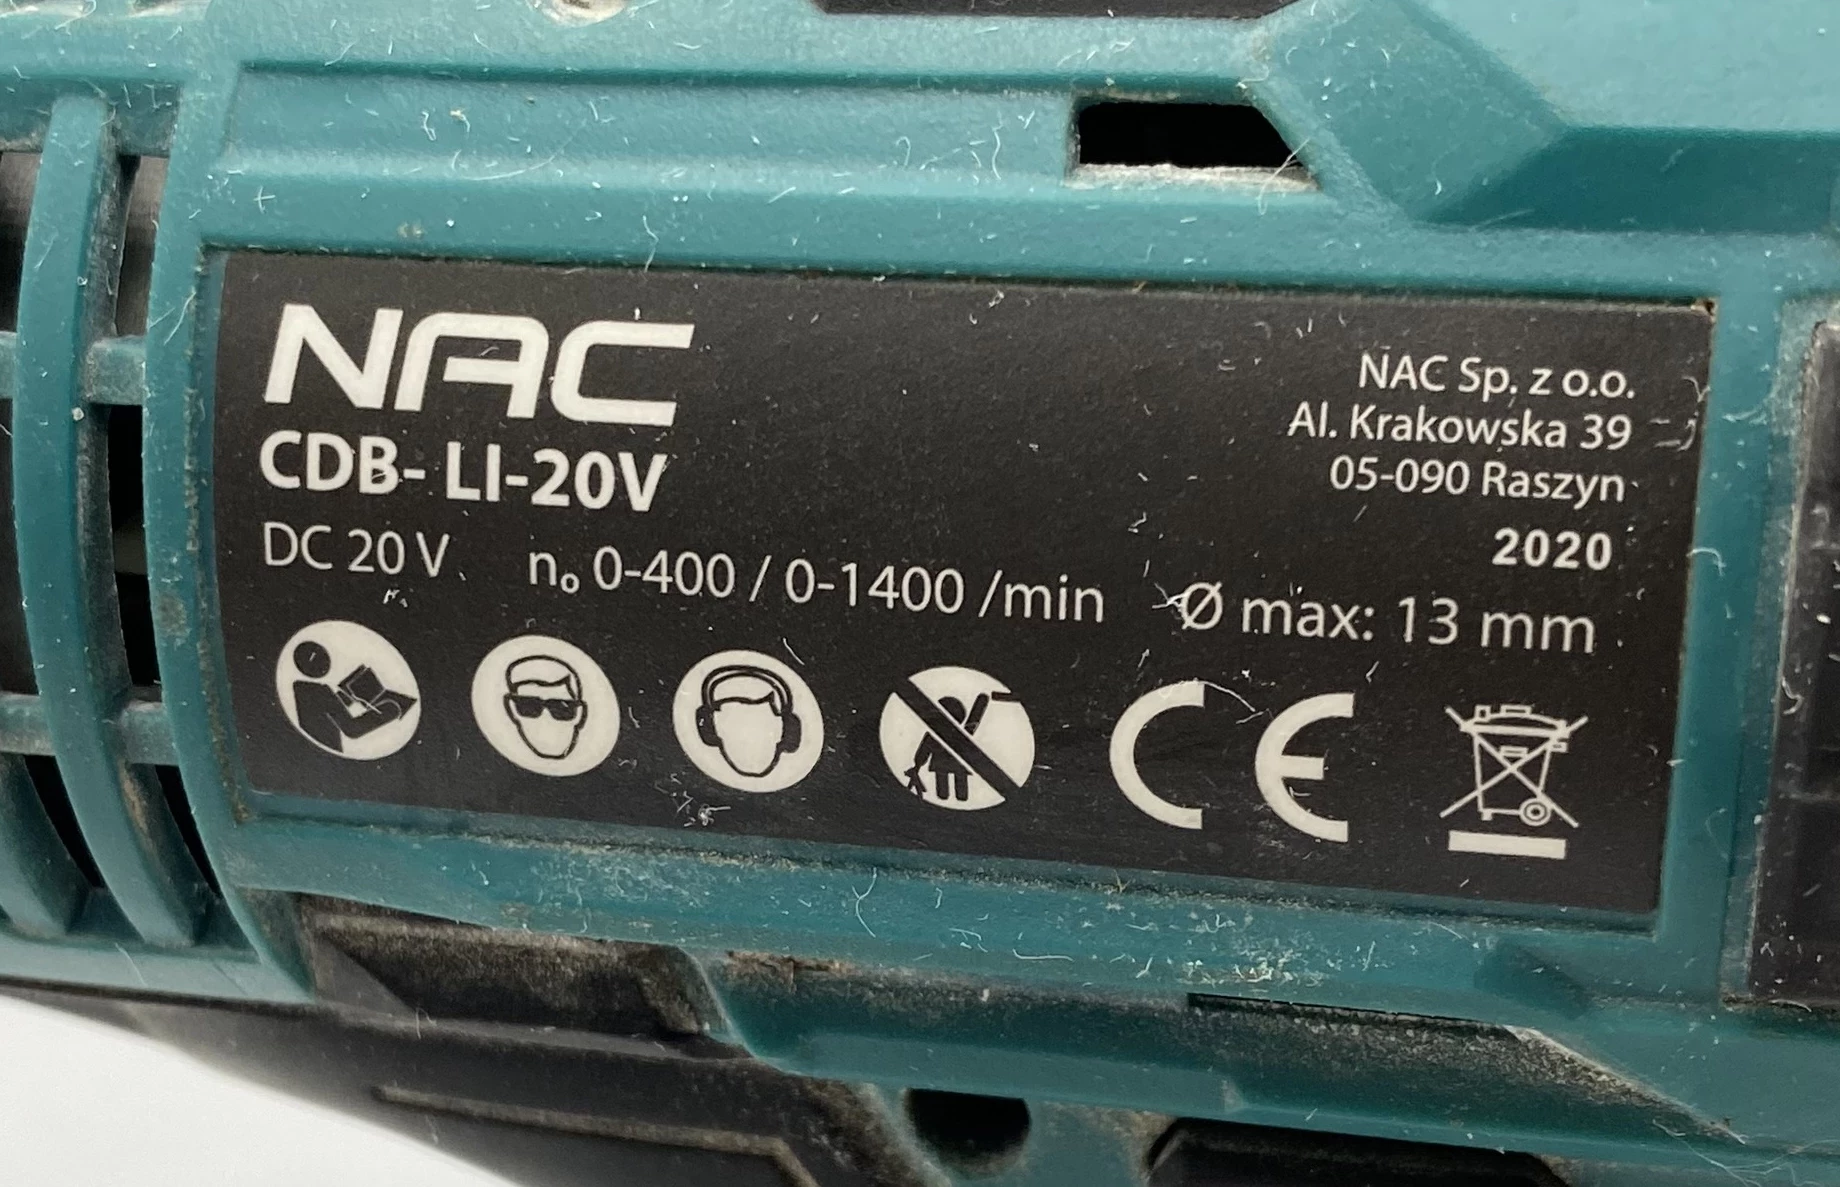 NAC
CDB- LI-20V
NAC Sp. z o.o.
Al. Krakowska 39
05-090 Raszyn
2020
DC 20 V n₀ 0-400 / 0-1400 /min Ø max: 13 mm
CE